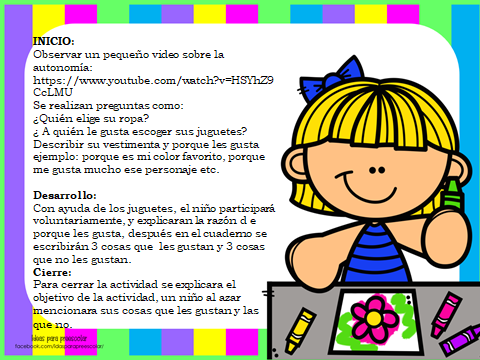 INICIO:
Observar un pequeño video sobre la
autonomía:
https://www.youtube.com/watch?v=HSYhZ9
CcLMU
Se realizan preguntas como:
¿Quién elige su ropa?
¿ A quién le gusta escoger sus juguetes?
Describir su vestimenta y porque les gusta
ejemplo: porque es mi color favorito, porque
me gusta mucho ese personaje etc.
Desarrollo:
Con ayuda de los juguetes, el niño participará
voluntariamente, y explicaran la razón d e
porque les gusta, después en el cuaderno se
escribirán 3 cosas que les gustan y 3 cosas
que no les gustan.
Cierre:
Para cerrar la actividad se explicara el
objetivo de la actividad, un niño al azar
mencionara sus cosas que les gustan y las
que no.
Ideas para preescolar
facebook.com/idaspreescolar/